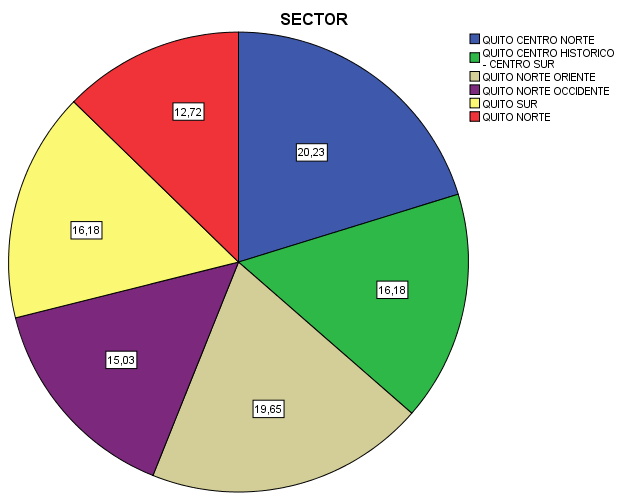 SECTOR
QUITO CENTRO NORTE
QUITO CENTRO HISTORICO
- CENTRO SUR
QUITO NORTE ORIENTE
QUITO NORTE OCCIDENTE
QUITO SUR
QUITO NORTE
12,72
20,23
16,18
16,18
15,03
19,65